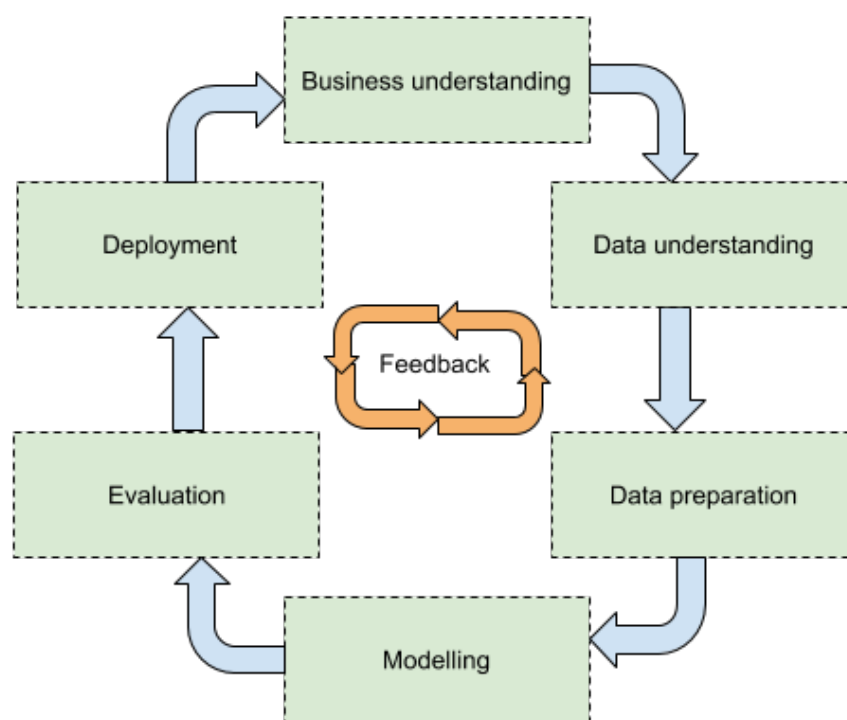 Business understanding
Deployment
Data understanding
Feedback
Evaluation
Data preparation
Modelling